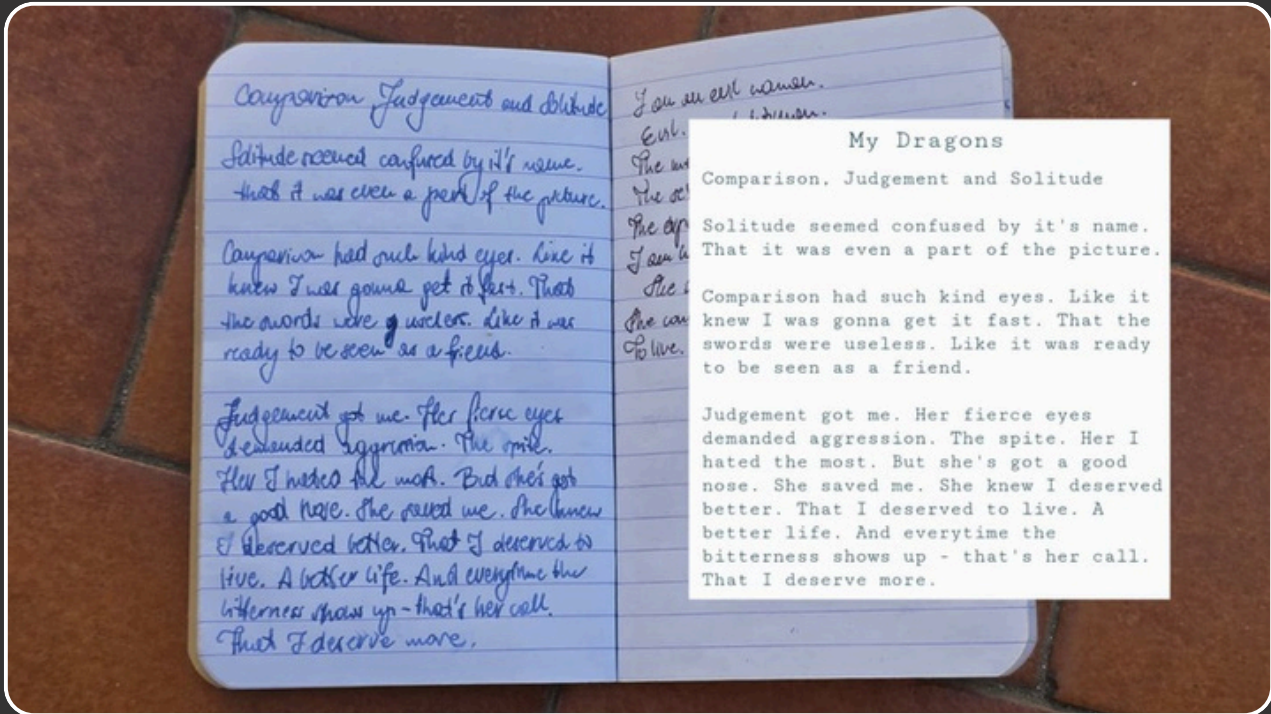 Comparison Judgement and Solitude
Solitude seemed confused by it's name.
that it was even a part of the picture.
Comparison had such kind eyes. Like it
knew I was gonna get it fast. That
the swords were useless. Like it was
ready to be seen as a friend.
Judgement got me. Her fierce eyes
demanded aggression. The spite.
Her I hated the most. But she's got
a good nose. She saved me. She knew
I deserved better. That I deserved to
live. A better life. And everytime the
bitterness shows up - that's her call.
That I deserve more.
I am an evil woman.
Evil.
The
The
The
I am
She
She
To live.
My Dragons
Comparison, Judgement and Solitude
Solitude seemed confused by it's name.
That it was even a part of the picture.
Comparison had such kind eyes. Like it
knew I was gonna get it fast. That the
swords were useless. Like it was ready
to be seen as a friend.
Judgement got me. Her fierce eyes
demanded aggression. The spite. Her I
hated the most. But she's got a good
nose. She saved me. She knew I deserved
better. That I deserved to live. A
better life. And everytime the
bitterness shows up - that's her call.
That I deserve more.